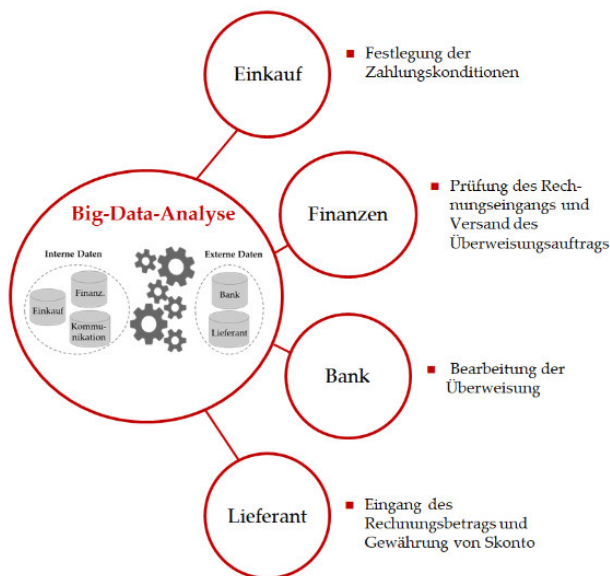 Einkauf
■ Festlegung der
Zahlungskonditionen
Big-Data-Analyse
Interne Daten
Externe Daten
Einkauf
Finanz.
Kommu-
nikation
Bank
Lieferant
Finanzen
■ Prüfung des Rech-
nungseingangs und
Versand des
Überweisungsauftrags
Bank
■ Bearbeitung der
Überweisung
Lieferant
■ Eingang des
Rechnungsbetrags und
Gewährung von Skonto